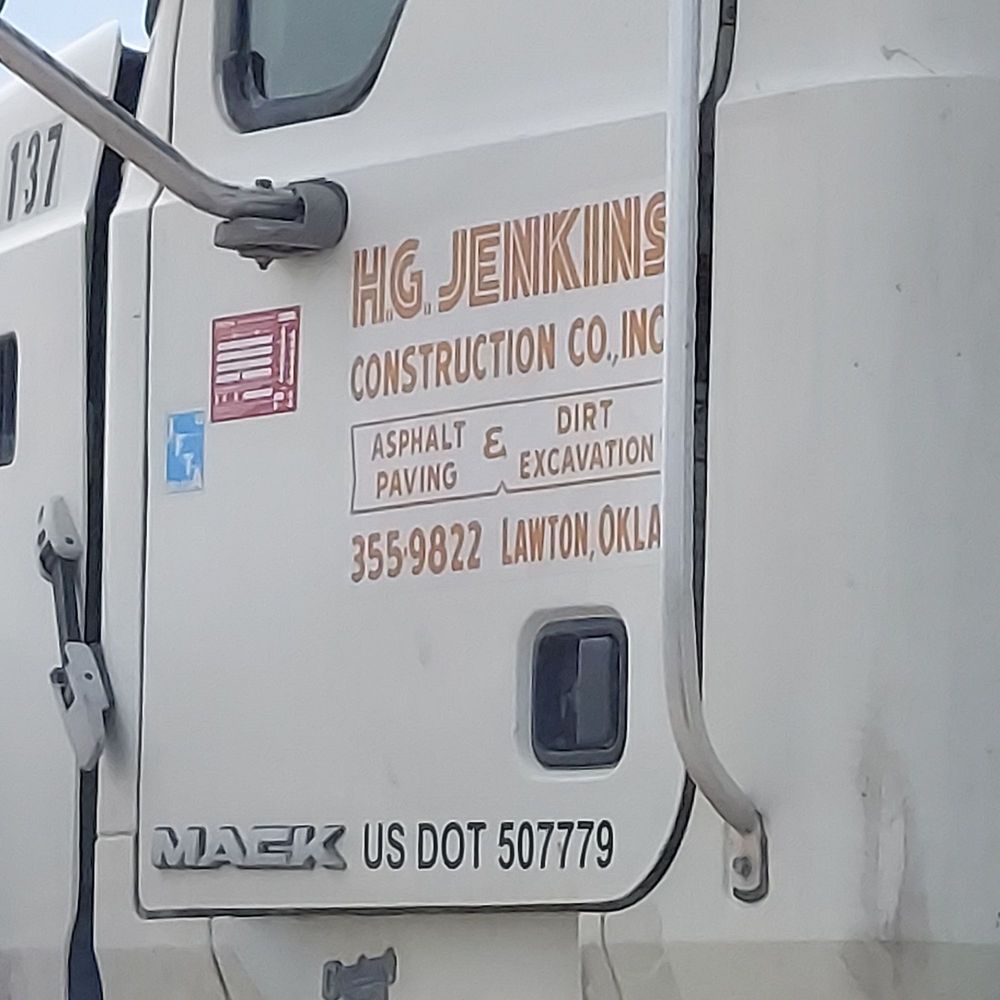 137
H.G. JENKINS
CONSTRUCTION CO., INC
ASPHALT PAVING & DIRT EXCAVATION
355-9822 LAWTON, OKLA
MACK US DOT 507779